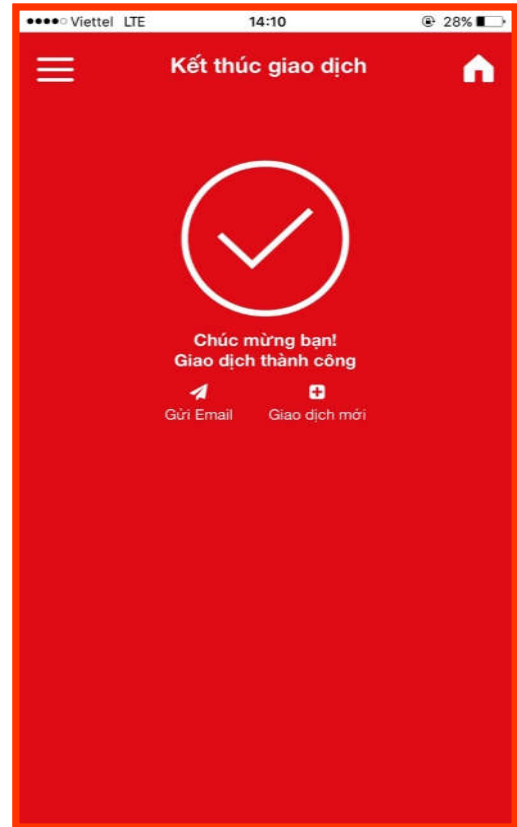 Viettel LTE 14:10 28%
Kết thúc giao dịch
Chúc mừng bạn!
Giao dịch thành công
Gửi Email Giao dịch mới